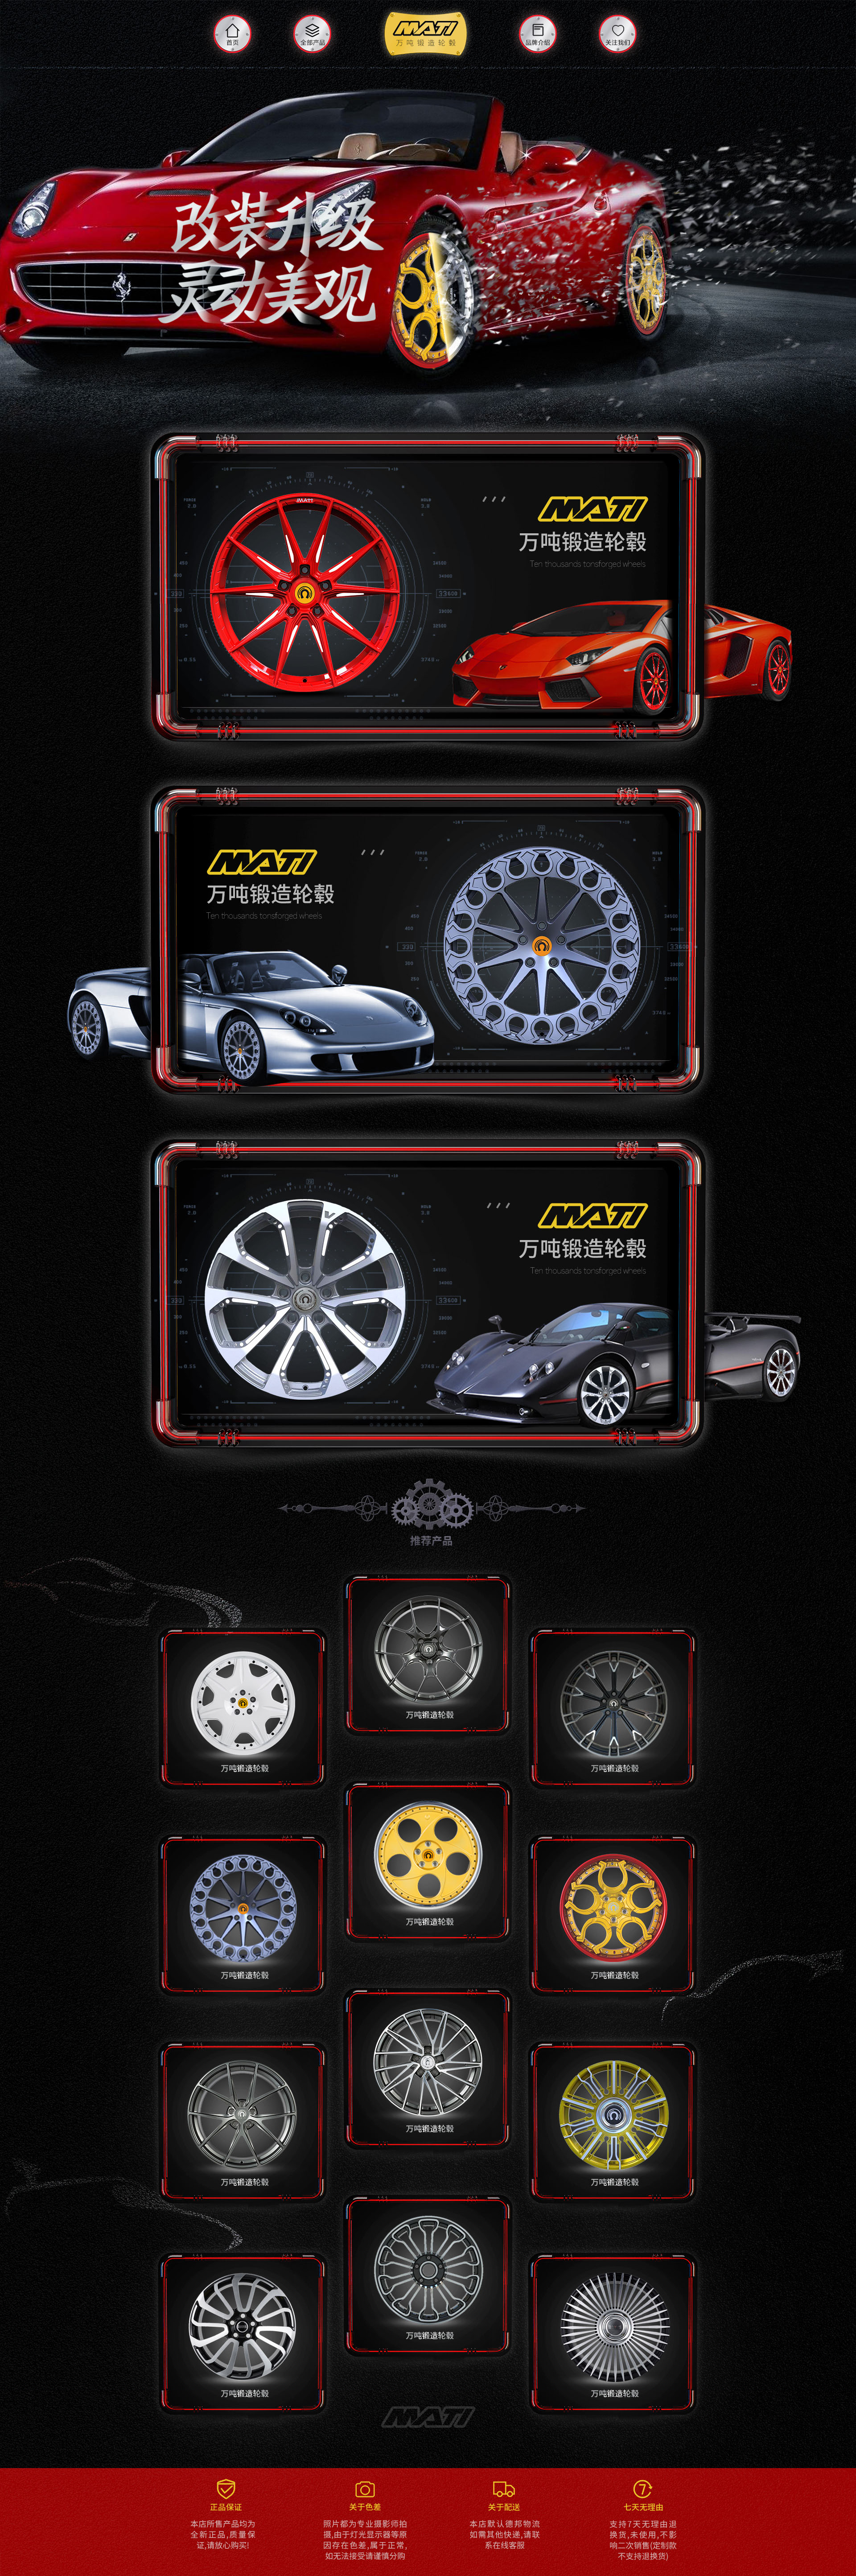 首页
全部产品
MATI
万吨锻造轮毂
品牌介绍
关注我们
改装升级
灵动美观
MATI
MATI
万吨锻造轮毂
Ten thousands tonsforged wheels
MATI
万吨锻造轮毂
Ten thousands tonsforged wheels
MATI
万吨锻造轮毂
Ten thousands tonsforged wheels
推荐产品
万吨锻造轮毂
万吨锻造轮毂
万吨锻造轮毂
万吨锻造轮毂
万吨锻造轮毂
万吨锻造轮毂
万吨锻造轮毂
万吨锻造轮毂
万吨锻造轮毂
万吨锻造轮毂
万吨锻造轮毂
万吨锻造轮毂
MATI
正品保证
本店所售产品均为
全新正品,质量保
证,请放心购买!
关于色差
照片都为专业摄影师拍
摄,由于灯光显示器等原
因存在色差,属于正常,
如无法接受请谨慎分购
关于配送
本店默认德邦物流
如需其他快递,请联
系在线客服
7
七天无理由
支持7天无理由退
换货,未使用,不影
响二次销售(定制款
不支持退换货)